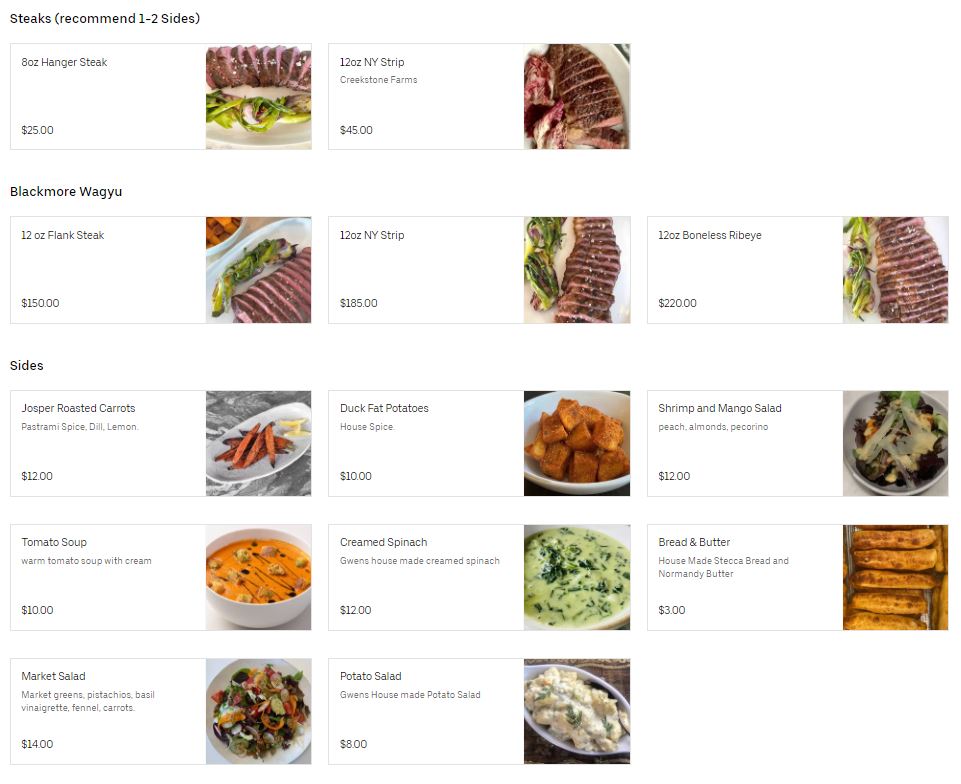 Steaks (recommend 1-2 Sides)
8oz Hanger Steak
$25.00
12oz NY Strip
Creekstone Farms
$45.00
Blackmore Wagyu
12 oz Flank Steak
$150.00
12oz NY Strip
$185.00
12oz Boneless Ribeye
$220.00
Sides
Josper Roasted Carrots
Pastrami Spice, Dill, Lemon.
$12.00
Duck Fat Potatoes
House Spice.
$10.00
Shrimp and Mango Salad
peach, almonds, pecorino
$12.00
Tomato Soup
warm tomato soup with cream
$10.00
Creamed Spinach
Gwens house made creamed spinach
$12.00
Bread & Butter
House Made Stecca Bread and
Normandy Butter
$3.00
Market Salad
Market greens, pistachios, basil
vinaigrette, fennel, carrots.
$14.00
Potato Salad
Gwens House made Potato Salad
$8.00